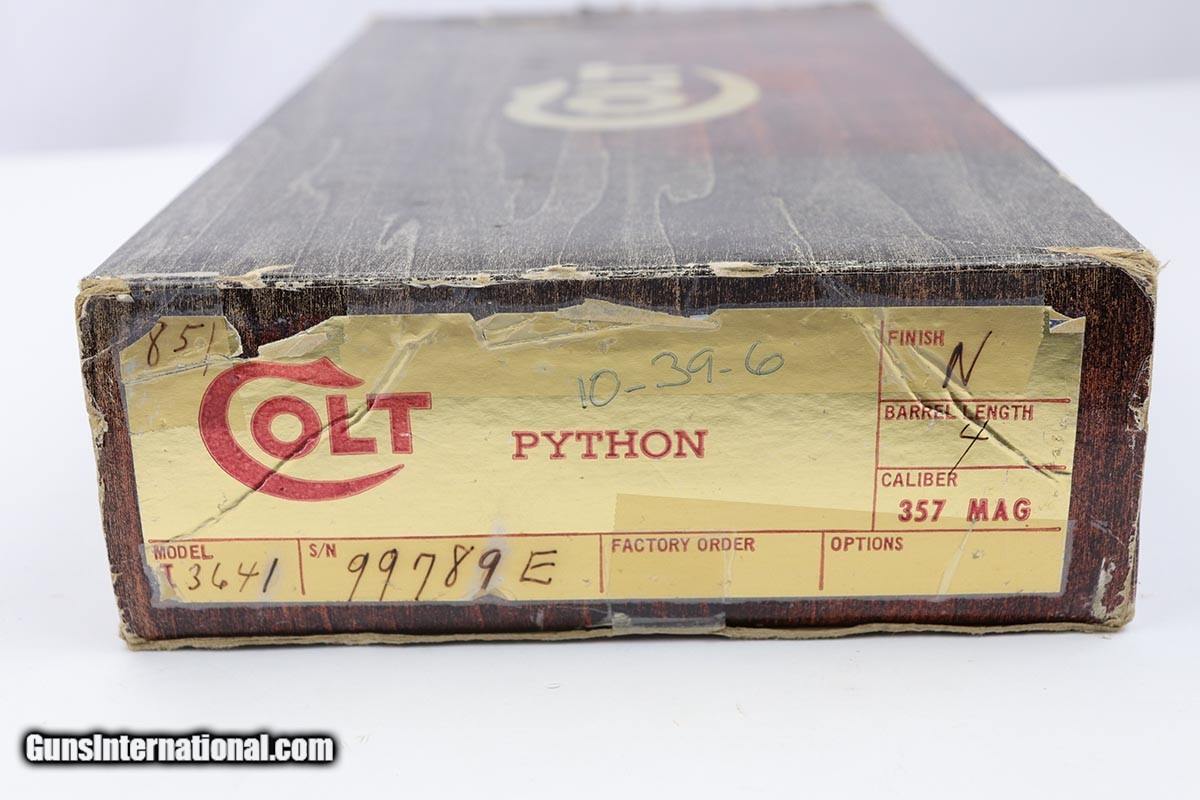 COLT
851
COLT
10-39-6
PYTHON
FINISH
N
BARREL LENGTH
4
CALIBER
357 MAG
MODEL
I 3641
S/N
99789E
FACTORY ORDER
OPTIONS
GunsInternational.com